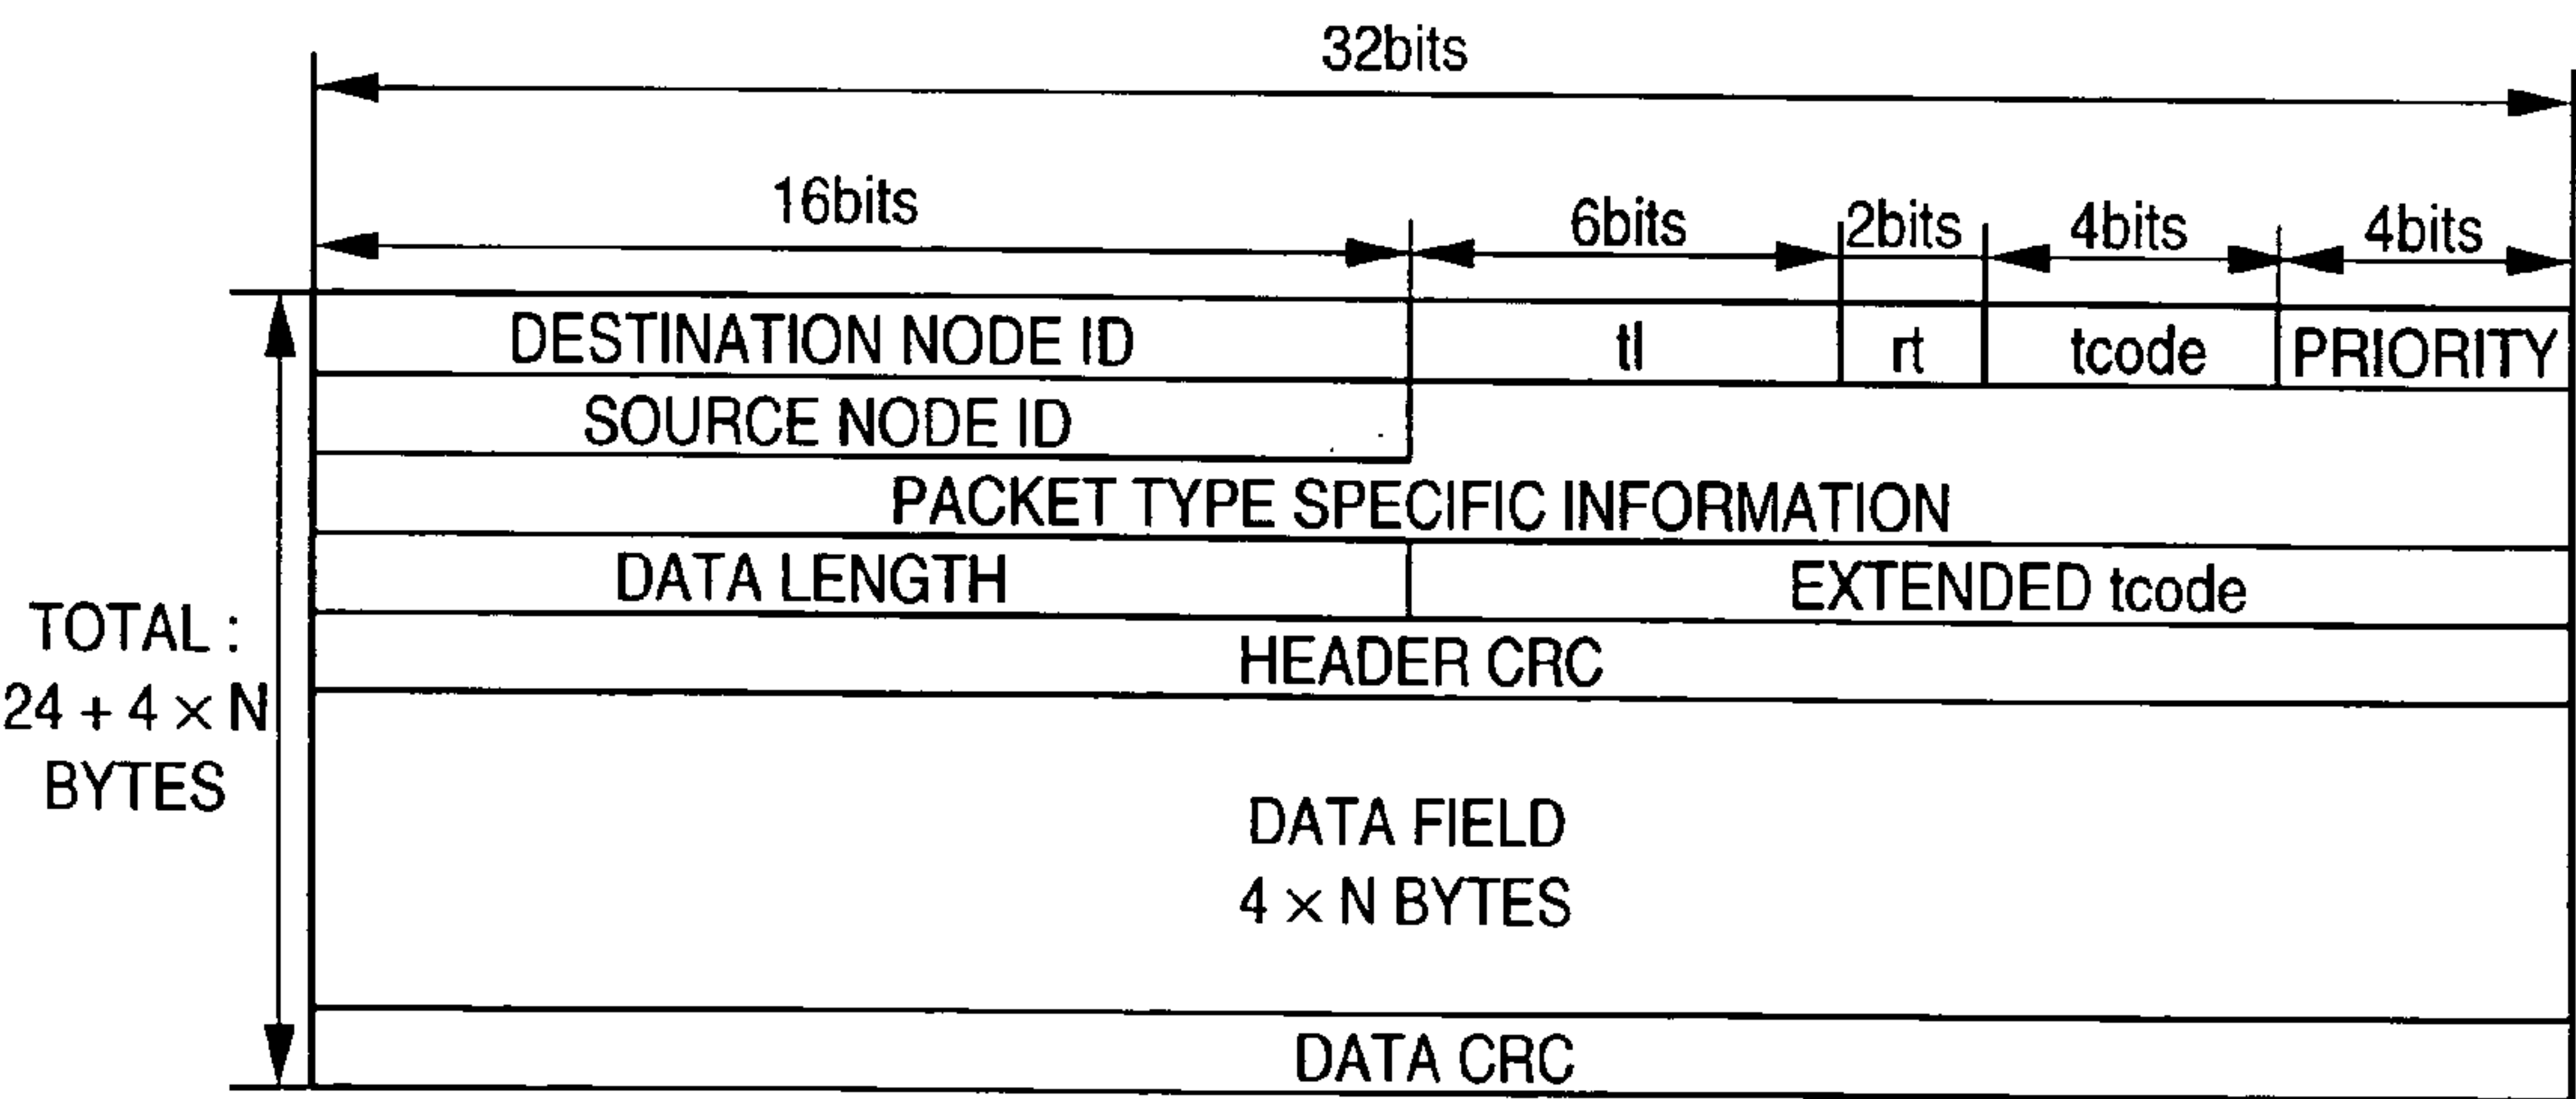 32bits
16bits 6bits 2bits 4bits 4bits
DESTINATION NODE ID tl rt tcode PRIORITY
SOURCE NODE ID
PACKET TYPE SPECIFIC INFORMATION
DATA LENGTH EXTENDED tcode
HEADER CRC
TOTAL :
24 + 4 × N
BYTES
DATA FIELD
4 × N BYTES
DATA CRC